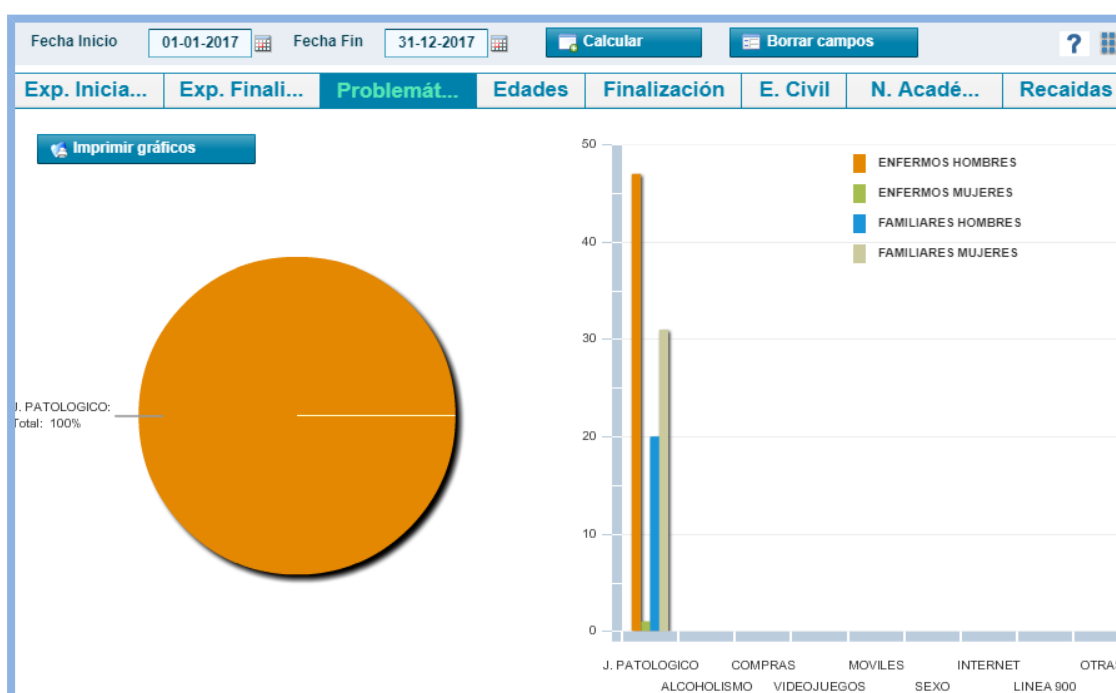 Fecha Inicio 01-01-2017 Fecha Fin 31-12-2017 Calcular Borrar campos ?
Exp. Inicia... Exp. Finali... Problemát... Edades Finalización E. Civil N. Acadé... Recaidas
Imprimir gráficos
J. PATOLOGICO:
Total: 100%
50
40
30
20
10
0
ENFERMOS HOMBRES
ENFERMOS MUJERES
FAMILIARES HOMBRES
FAMILIARES MUJERES
J. PATOLOGICO COMPRAS MOVILES INTERNET OTRA
ALCOHOLISMO VIDEOJUEGOS SEXO LINEA 900